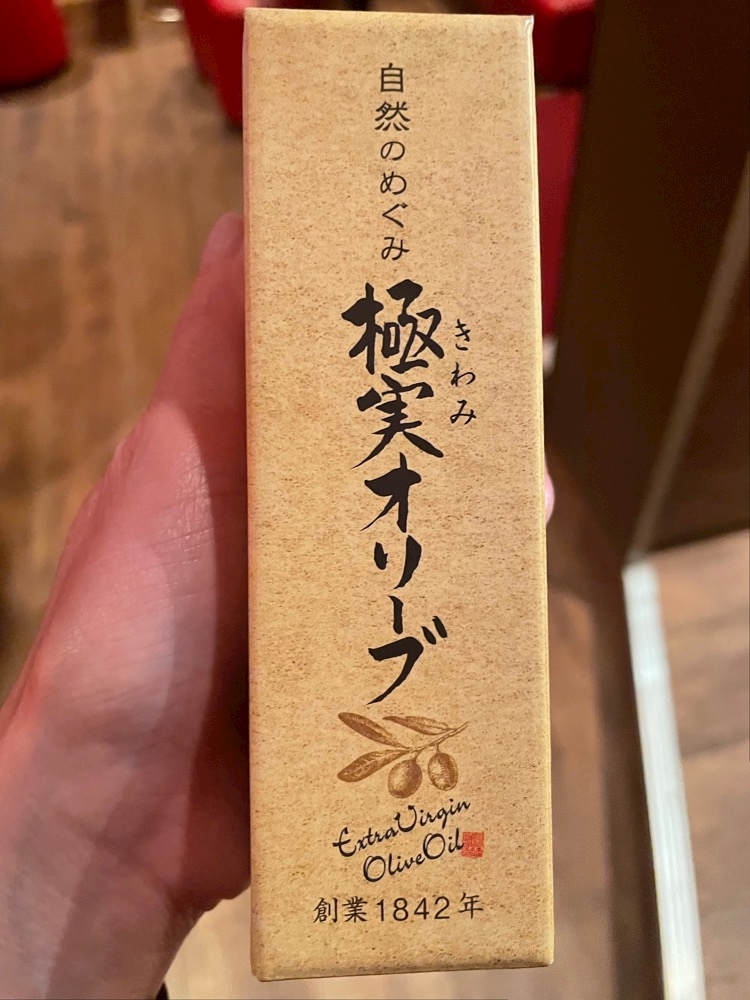 自然のめぐみ
極実オリーブ
きわみ
Extra Virgin
Olive Oil
創業1842年